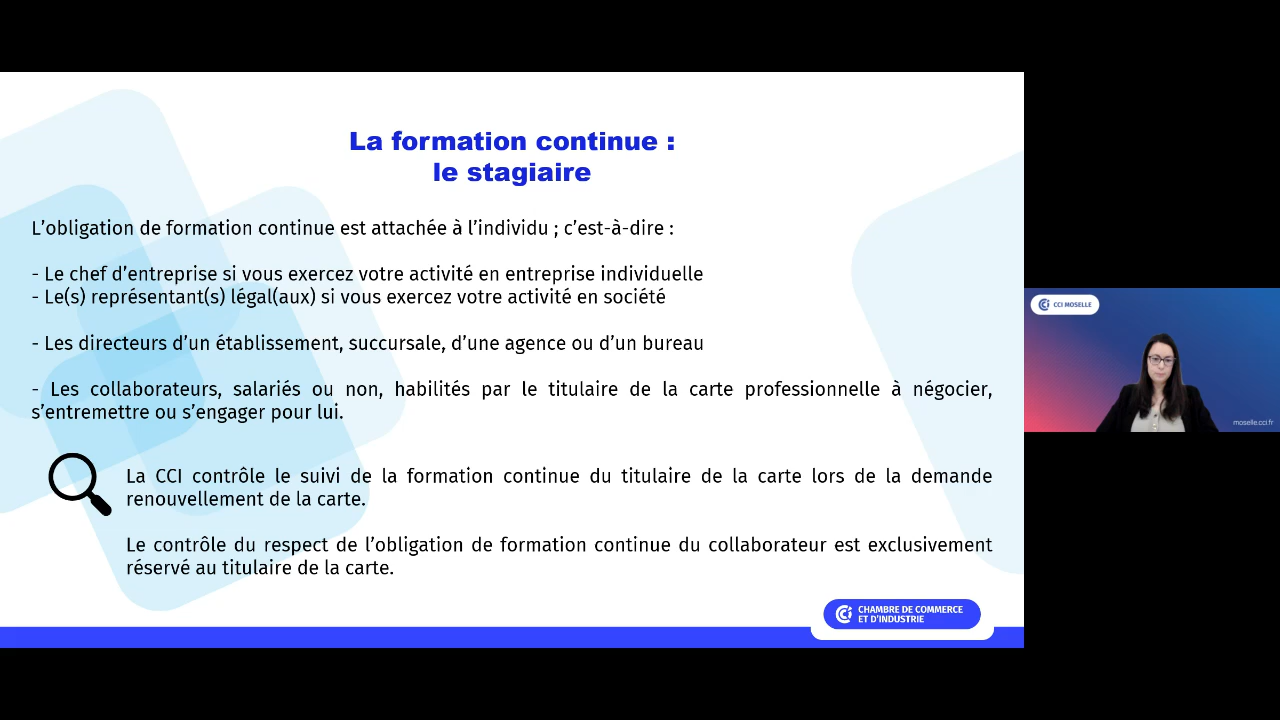 La formation continue :
le stagiaire
L’obligation de formation continue est attachée à l’individu ; c’est-à-dire :
- Le chef d’entreprise si vous exercez votre activité en entreprise individuelle
- Le(s) représentant(s) légal(aux) si vous exercez votre activité en société
- Les directeurs d’un établissement, succursale, d’une agence ou d’un bureau
- Les collaborateurs, salariés ou non, habilités par le titulaire de la carte professionnelle à négocier,
s’entremettre ou s’engager pour lui.
La CCI contrôle le suivi de la formation continue du titulaire de la carte lors de la demande
renouvellement de la carte.
Le contrôle du respect de l’obligation de formation continue du collaborateur est exclusivement
réservé au titulaire de la carte.
CHAMBRE DE COMMERCE
ET D’INDUSTRIE
CCI MOSELLE
moselle.cci.fr